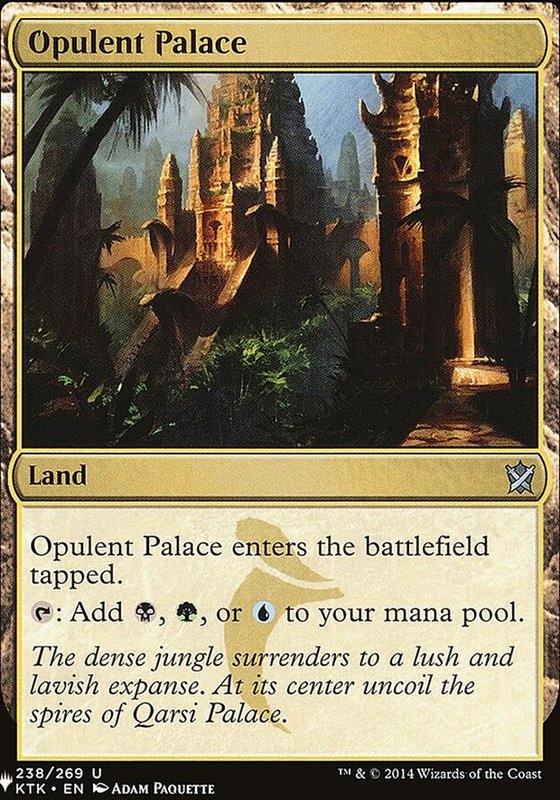 Opulent Palace
Land
Opulent Palace enters the battlefield
tapped.
: Add , , or to your mana pool.
The dense jungle surrenders to a lush and
lavish expanse. At its center uncoil the
spires of Qarsi Palace.
238/269 U
KTK • EN Adam Paquette
™ & © 2014 Wizards of the Coast